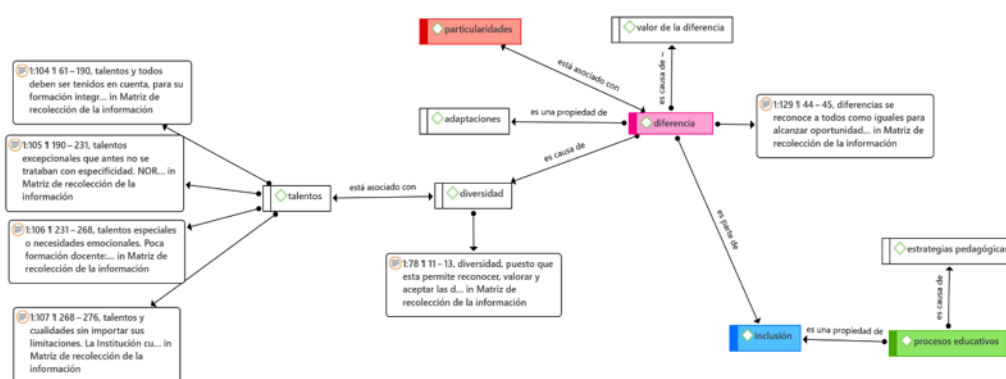 particularidades
valor de la diferencia
está asociado con
es causa de ~
1:104 ¶ 61 – 190, talentos y todos
deben ser tenidos en cuenta, para su
formación integr... in Matriz de
recolección de la información
adaptaciones
es una propiedad de
diferencia
1:129 ¶ 44 – 45, diferencias se
reconoce a todos como iguales para
alcanzar oportunidad... in Matriz de
recolección de la información
1:105 ¶ 190 – 231, talentos
excepcionales que antes no se
trataban con especificidad. NOR... in
Matriz de recolección de la
información
es causa de
talentos
está asociado con
diversidad
1:106 ¶ 231 – 268, talentos especiales
o necesidades emocionales. Poca
formación docente:... in Matriz de
recolección de la información
es parte de
1:78 ¶ 11 – 13, diversidad, puesto que
esta permite reconocer, valorar y
aceptar las d... in Matriz de
recolección de la información
estrategias pedagógicas
es causa de
1:107 ¶ 268 – 276, talentos y
cualidades sin importar sus
limitaciones. La Institución cu... in
Matriz de recolección de la
información
inclusión
es una propiedad de
procesos educativos